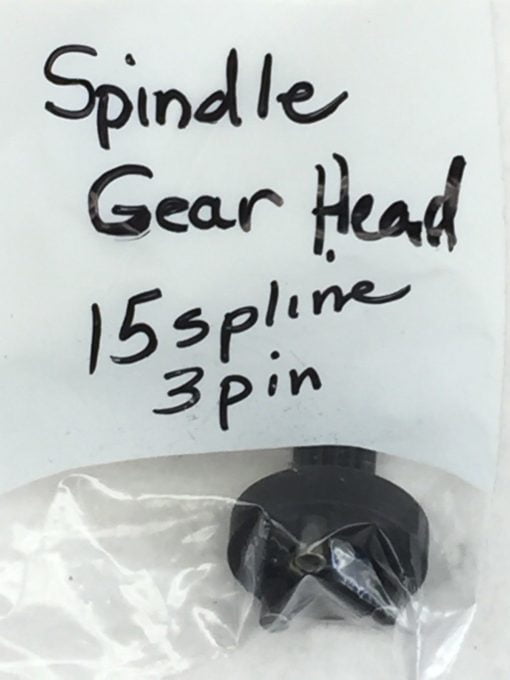 Spindle
Gear Head
15 spline
3 pin